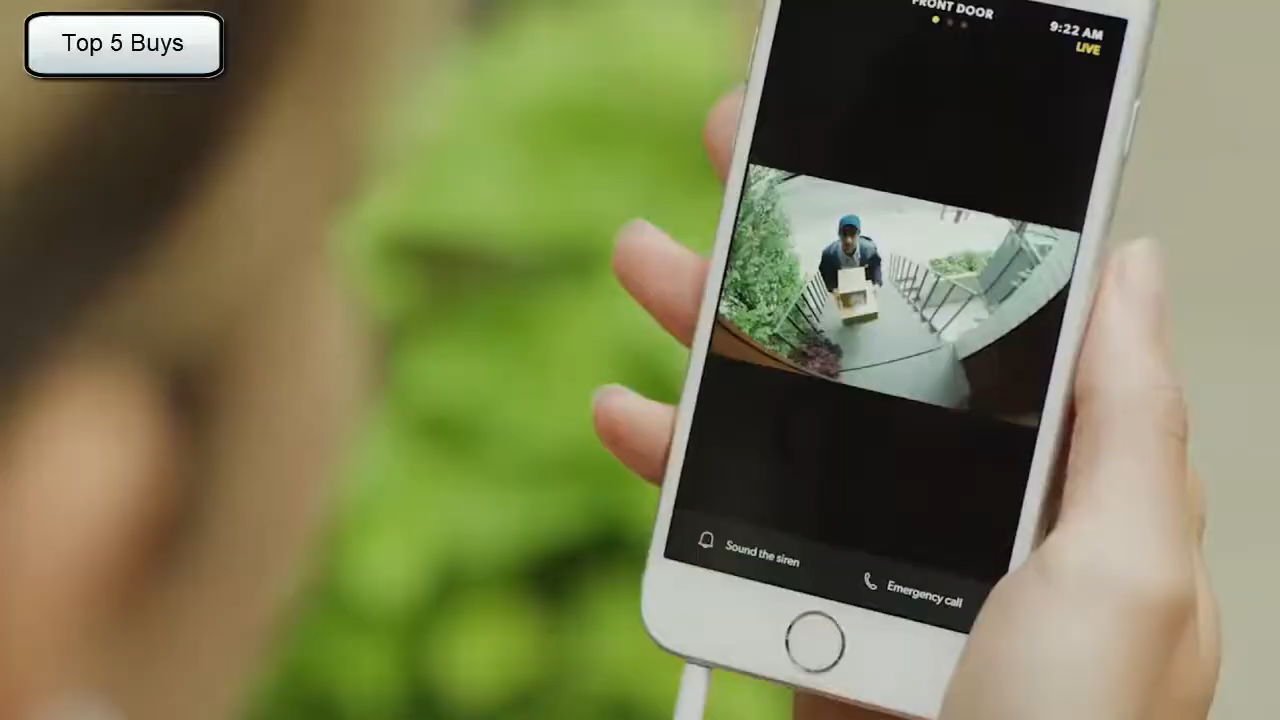 Top 5 Buys
FRONT DOOR
9:22 AM
LIVE
Sound the siren
Emergency call